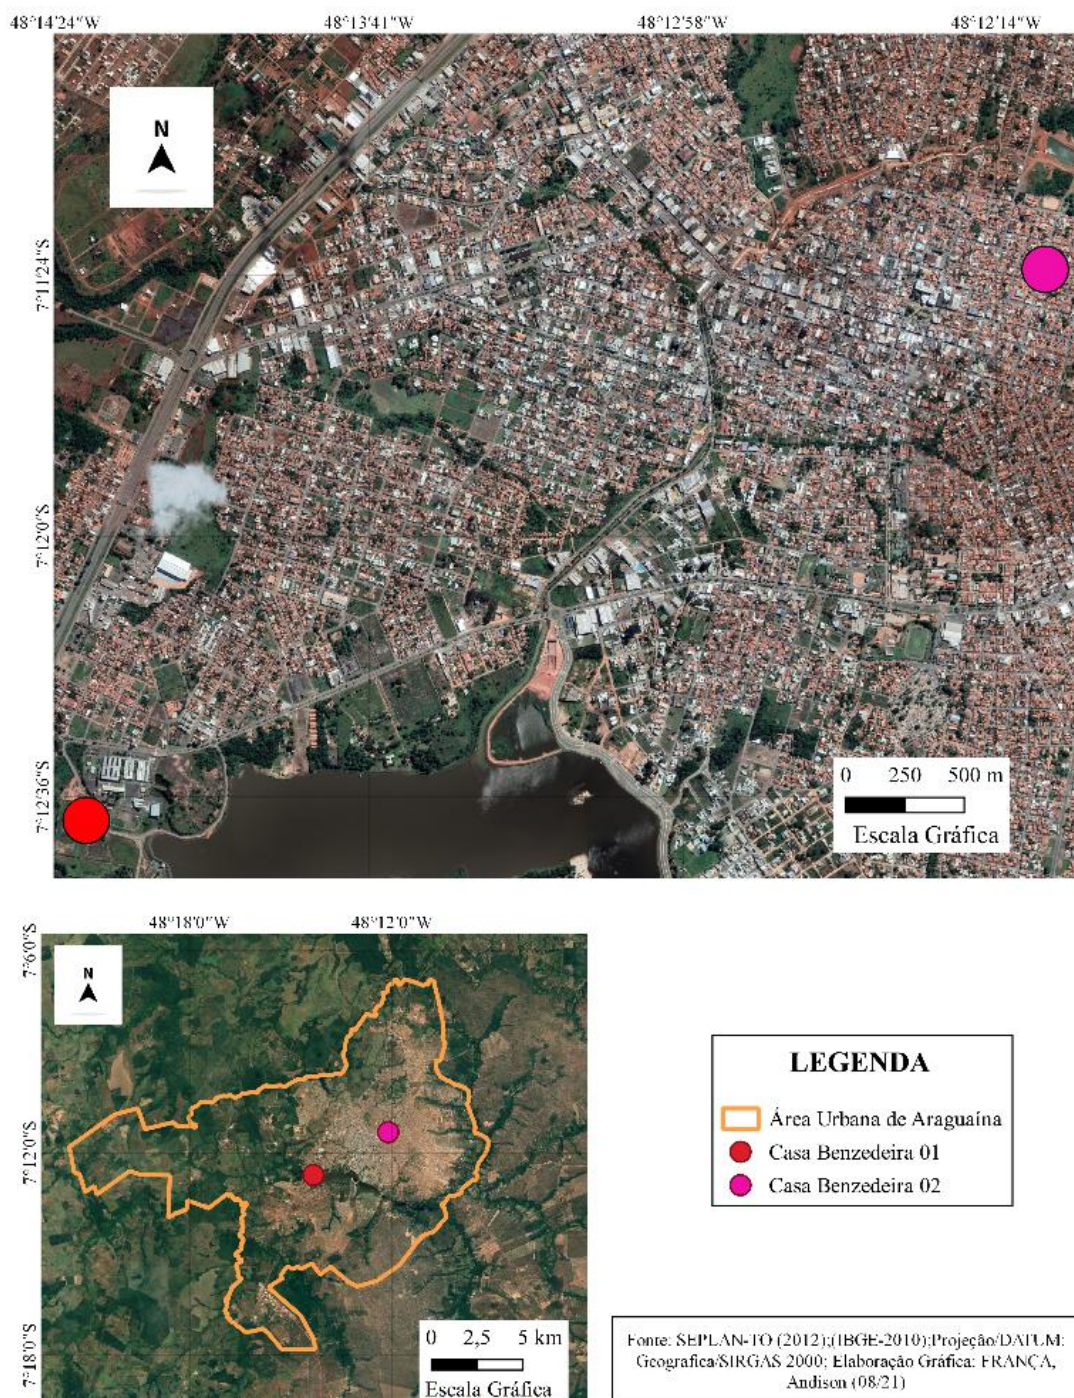 48°14'24"W 48°13'41"W 48°12'58"W 48°12'14"W
N
7°11'24"S
7°12'0"S
7°12'36"S
0 250 500 m
Escala Gráfica
48°18'0"W 48°12'0"W
7°6'0"S
N
7°12'0"S
7°18'0"S
0 2,5 5 km
Escala Gráfica
LEGENDA
Área Urbana de Araguaína
Casa Benzedeira 01
Casa Benzedeira 02
Fonte: SEPLAN-TO (2012);(IBGE-2010);Projeção/DATUM:
Geografica/SIRGAS 2000; Elaboração Gráfica: FRANÇA,
Andison (08/21)